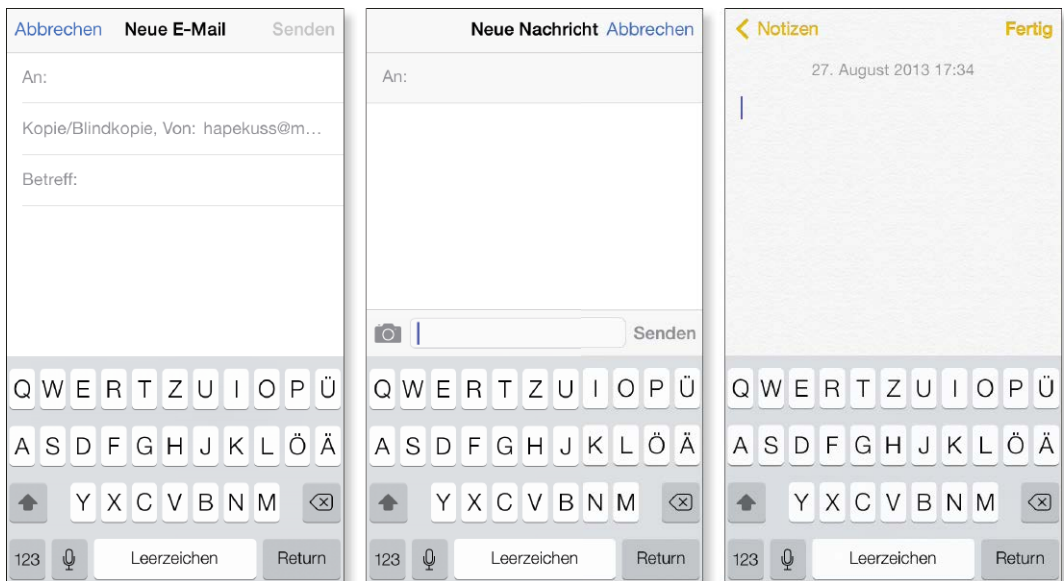 Abbrechen Neue E-Mail Senden
An:
Kopie/Blindkopie, Von: hapekuss@m...
Betreff:
Q W E R T Z U I O P Ü
A S D F G H J K L Ö Ä
Y X C V B N M
123 Leerzeichen Return
Neue Nachricht Abbrechen
An:
Senden
Q W E R T Z U I O P Ü
A S D F G H J K L Ö Ä
Y X C V B N M
123 Leerzeichen Return
Notizen Fertig
27. August 2013 17:34
Q W E R T Z U I O P Ü
A S D F G H J K L Ö Ä
Y X C V B N M
123 Leerzeichen Return